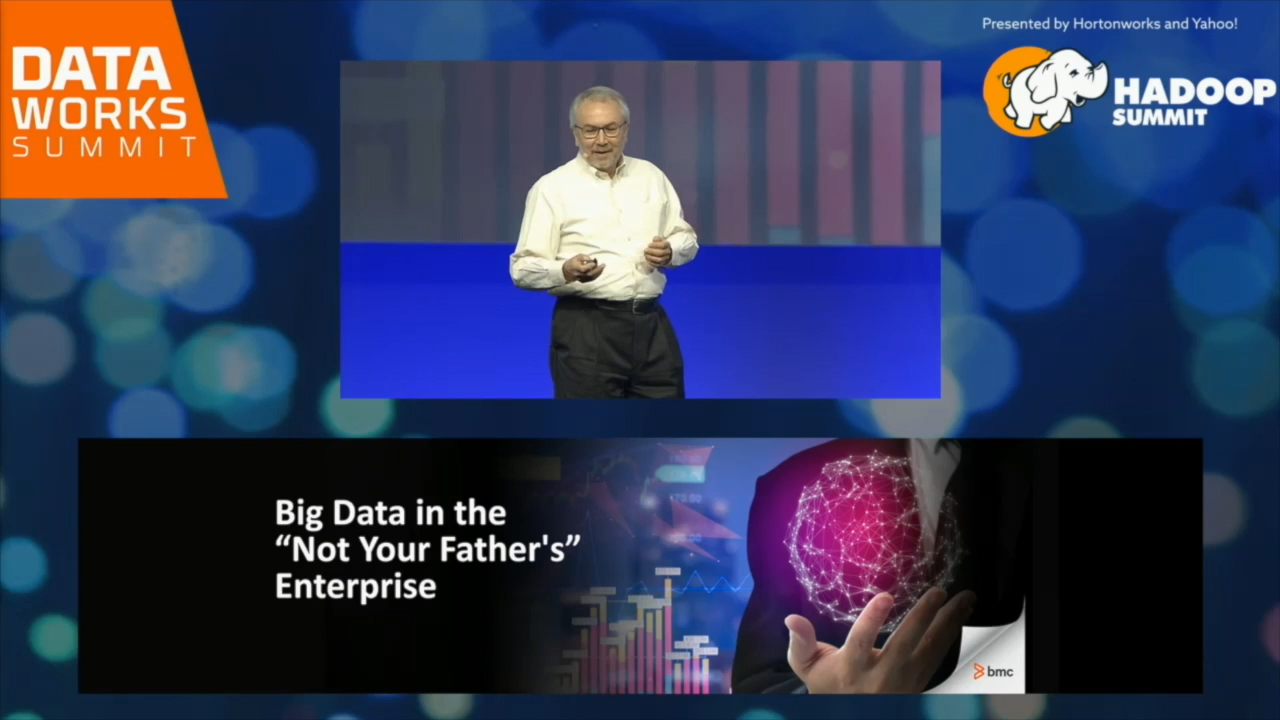 Presented by Hortonworks and Yahoo!
DATA
WORKS
SUMMIT
HADOOP
SUMMIT
Big Data in the
“Not Your Father's”
Enterprise
bmc